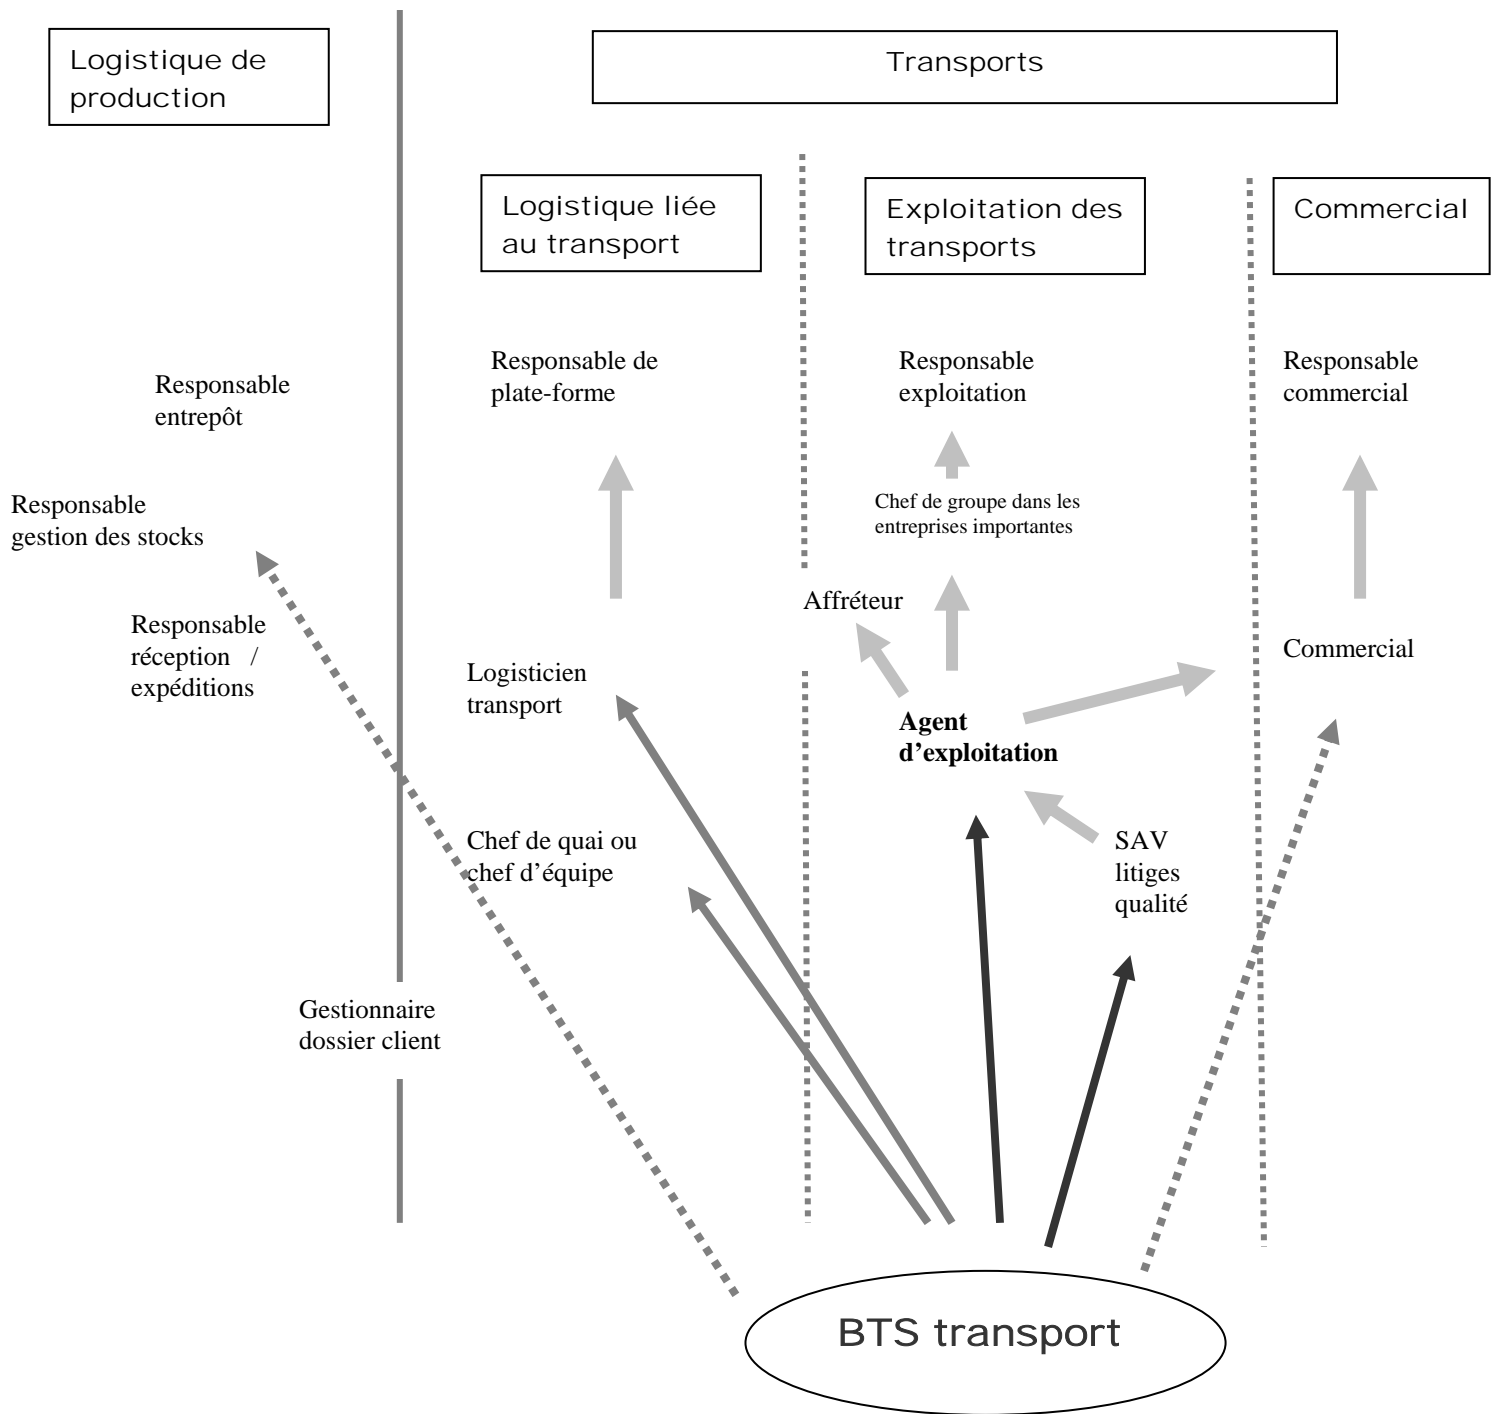 Logistique de
production
Transports
Logistique liée
au transport
Exploitation des
transports
Commercial
Responsable
entrepôt
Responsable de
plate-forme
Responsable
exploitation
Responsable
commercial
Responsable
gestion des stocks
Chef de groupe dans les
entreprises importantes
Responsable
réception /
expéditions
Affréteur
Logisticien
transport
Commercial
Agent
d’exploitation
Chef de quai ou
chef d’équipe
SAV
litiges
qualité
Gestionnaire
dossier client
BTS transport